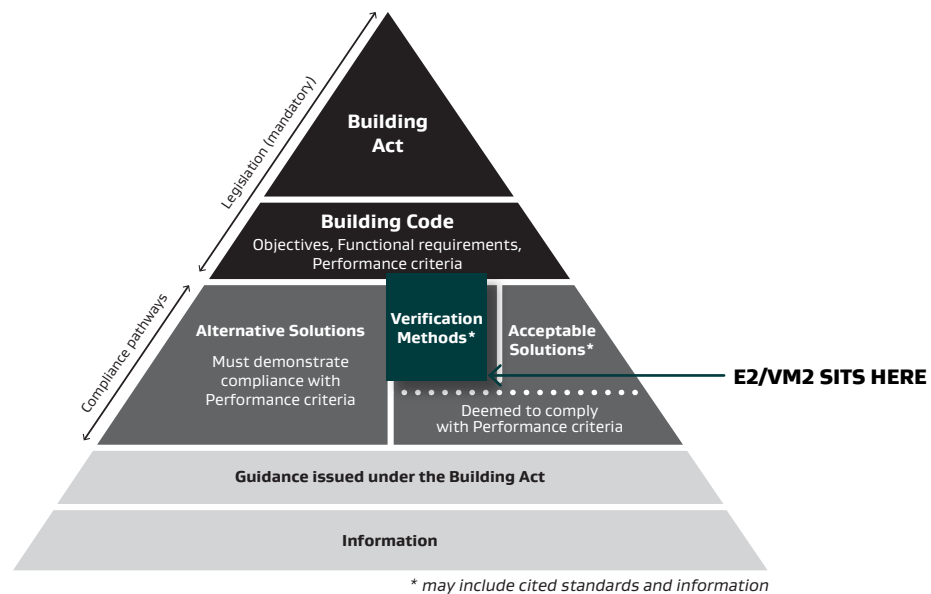 Legislation (mandatory)
Building
Act
Building Code
Objectives, Functional requirements,
Performance criteria
Compliance pathways
Alternative Solutions
Must demonstrate
compliance with
Performance criteria
Verification
Methods*
Acceptable
Solutions*
E2/VM2 SITS HERE
Deemed to comply
with Performance criteria
Guidance issued under the Building Act
Information
* may include cited standards and information